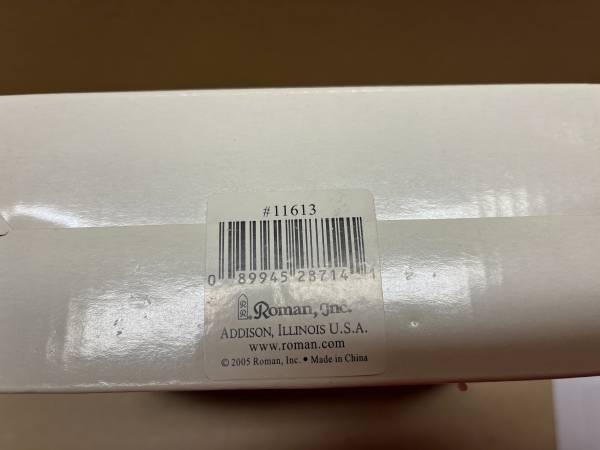 #11613
0 89945 28714 1
Roman, Inc.
ADDISON, ILLINOIS U.S.A.
www.roman.com
© 2005 Roman, Inc. • Made in China